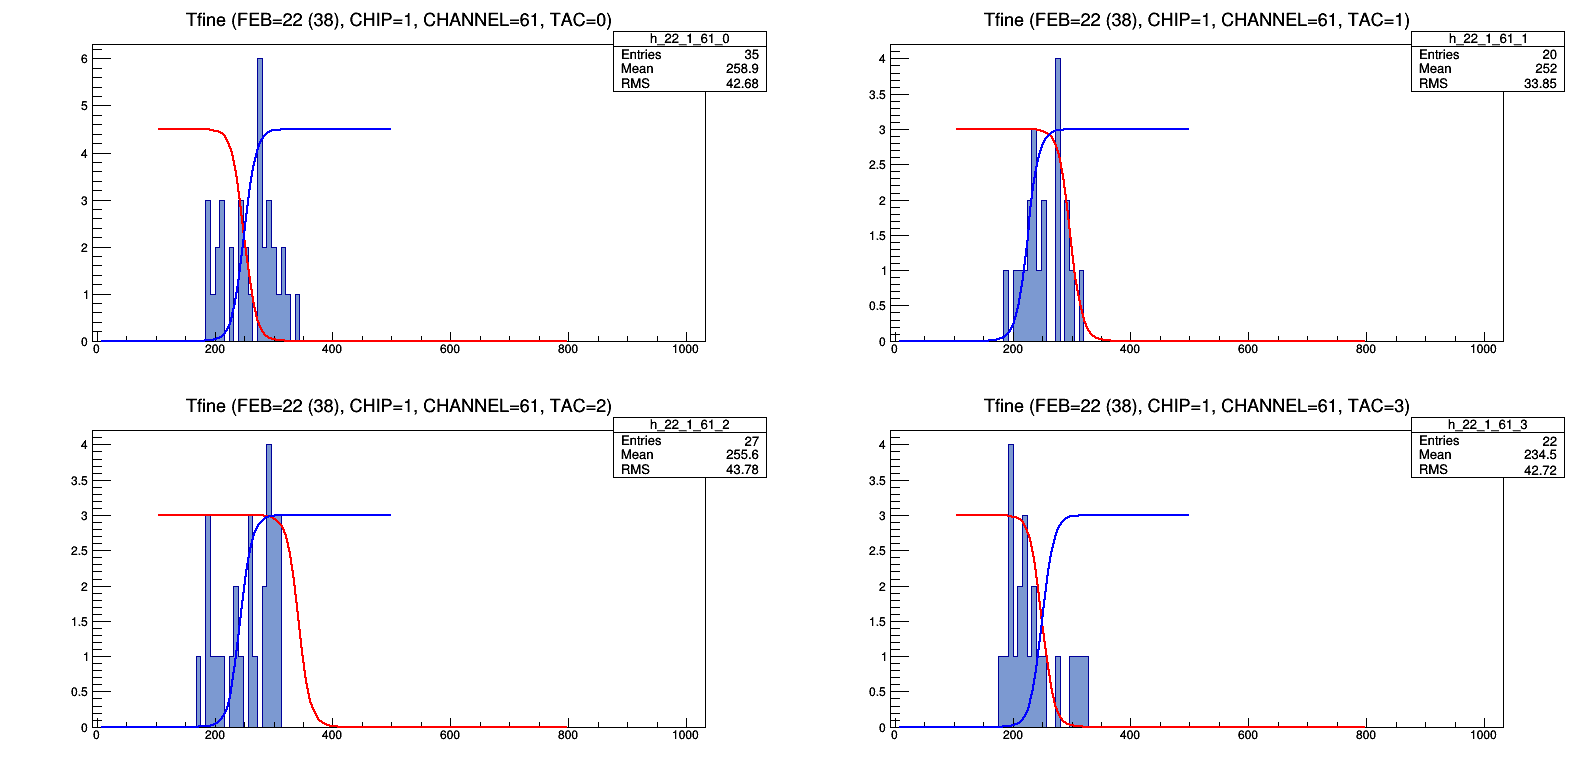 Tfine (FEB=22 (38), CHIP=1, CHANNEL=61, TAC=0)
h_22_1_61_0
Entries 35
Mean 258.9
RMS 42.68
6
5
4
3
2
1
0
0 200 400 600 800 1000
Tfine (FEB=22 (38), CHIP=1, CHANNEL=61, TAC=1)
h_22_1_61_1
Entries 20
Mean 252
RMS 33.85
4
3.5
3
2.5
2
1.5
1
0.5
0
0 200 400 600 800 1000
Tfine (FEB=22 (38), CHIP=1, CHANNEL=61, TAC=2)
h_22_1_61_2
Entries 27
Mean 255.6
RMS 43.78
4
3.5
3
2.5
2
1.5
1
0.5
0
0 200 400 600 800 1000
Tfine (FEB=22 (38), CHIP=1, CHANNEL=61, TAC=3)
h_22_1_61_3
Entries 22
Mean 234.5
RMS 42.72
4
3.5
3
2.5
2
1.5
1
0.5
0
0 200 400 600 800 1000